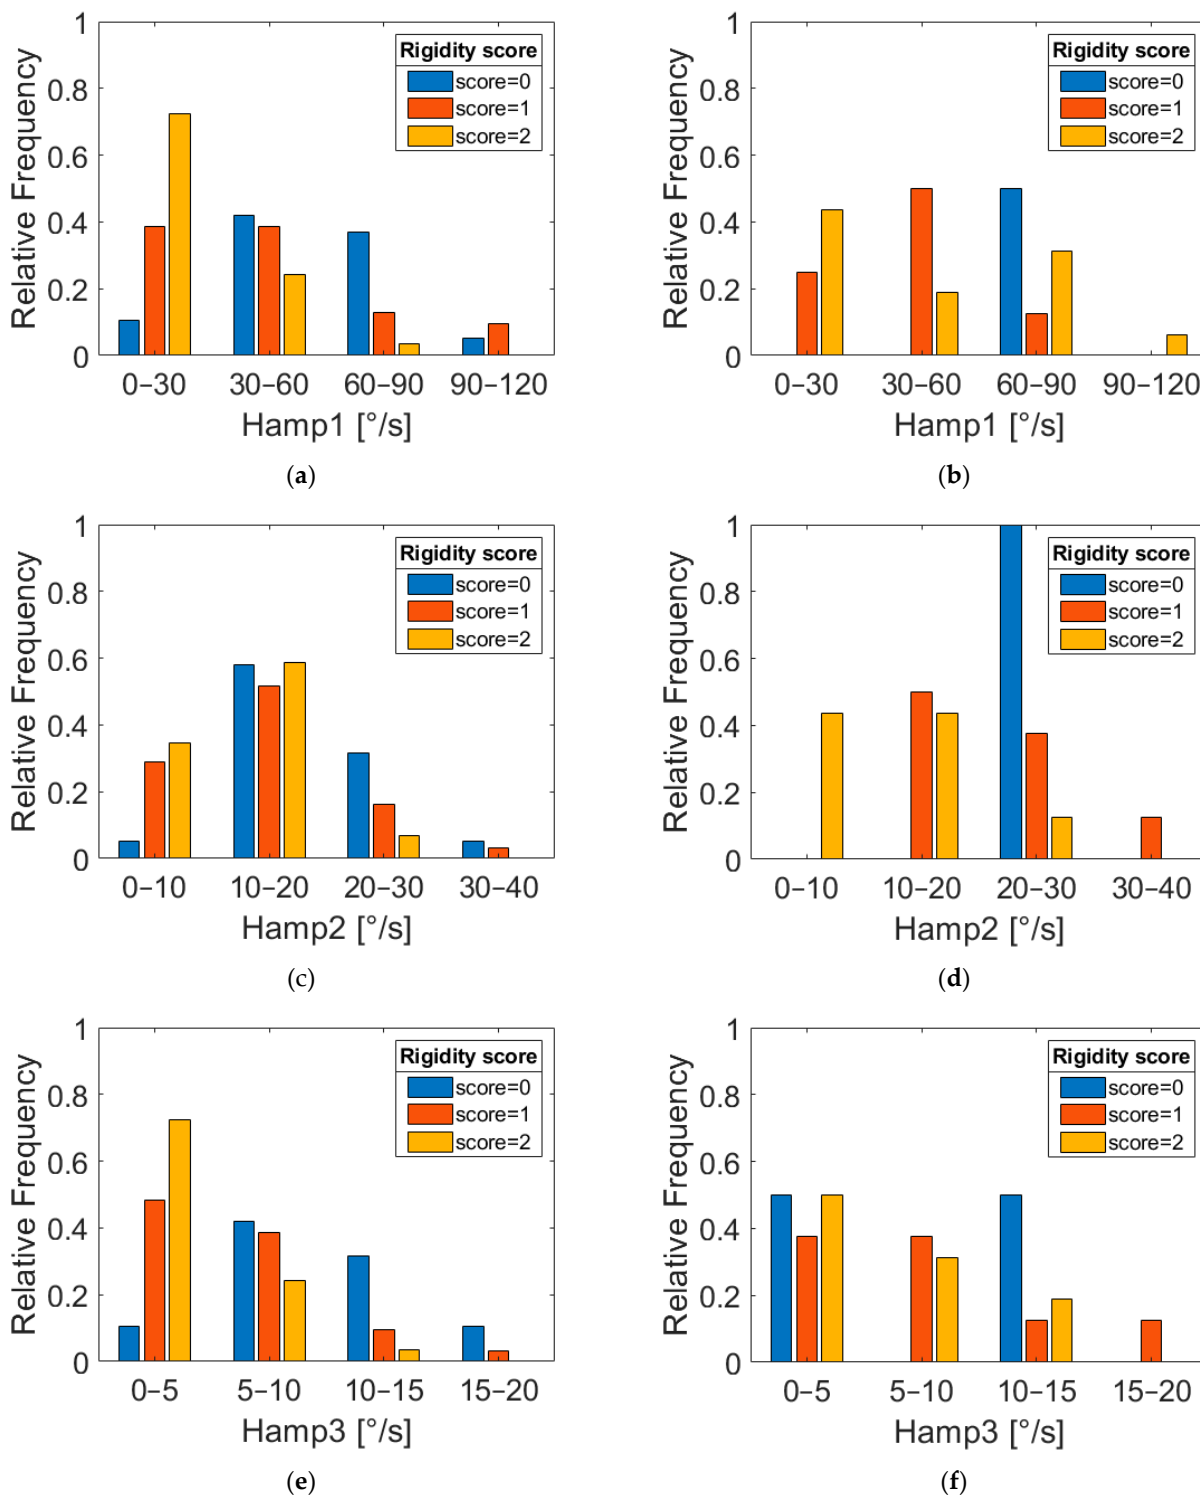 Relative Frequency
1
0.8
0.6
0.4
0.2
0
Rigidity score
score=0
score=1
score=2
0-30 30-60 60-90 90-120
Hamp1 [°/s]
(a)
Relative Frequency
1
0.8
0.6
0.4
0.2
0
Rigidity score
score=0
score=1
score=2
0-30 30-60 60-90 90-120
Hamp1 [°/s]
(b)
Relative Frequency
1
0.8
0.6
0.4
0.2
0
Rigidity score
score=0
score=1
score=2
0-10 10-20 20-30 30-40
Hamp2 [°/s]
(c)
Relative Frequency
1
0.8
0.6
0.4
0.2
0
Rigidity score
score=0
score=1
score=2
0-10 10-20 20-30 30-40
Hamp2 [°/s]
(d)
Relative Frequency
1
0.8
0.6
0.4
0.2
0
Rigidity score
score=0
score=1
score=2
0-5 5-10 10-15 15-20
Hamp3 [°/s]
(e)
Relative Frequency
1
0.8
0.6
0.4
0.2
0
Rigidity score
score=0
score=1
score=2
0-5 5-10 10-15 15-20
Hamp3 [°/s]
(f)